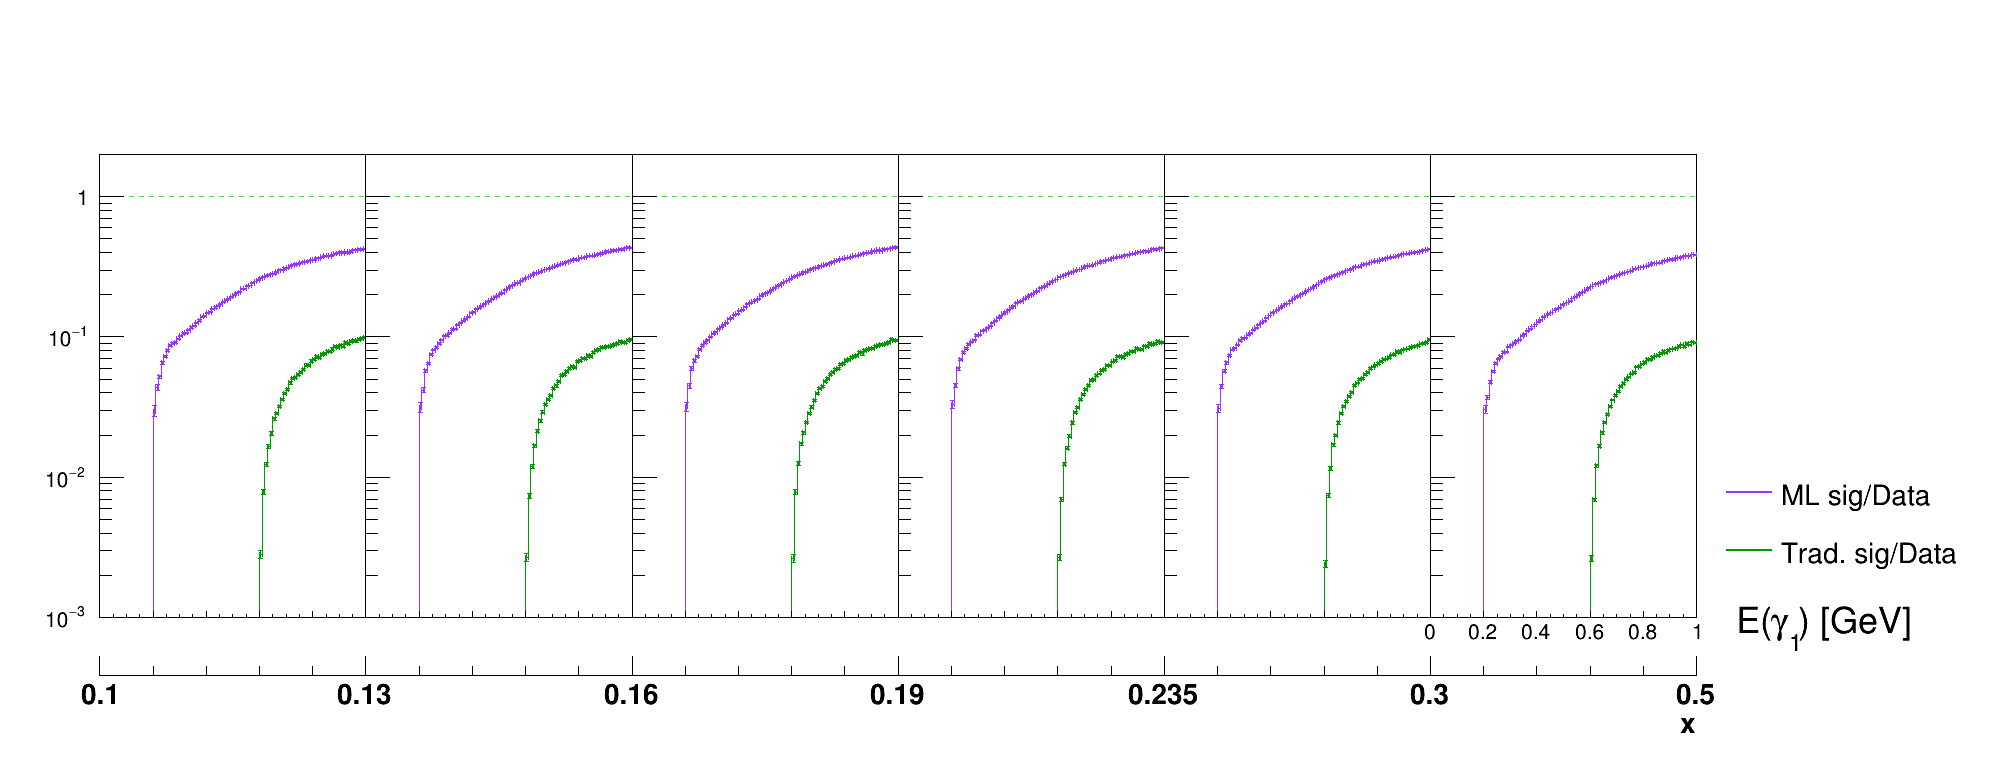 1
10⁻¹
10⁻²
10⁻³
ML sig/Data
Trad. sig/Data
0 0.2 0.4 0.6 0.8 1
E(γ₁) [GeV]
0.1 0.13 0.16 0.19 0.235 0.3 0.5
x